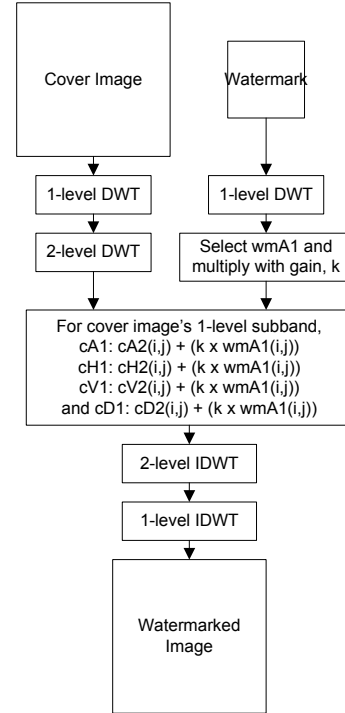 Cover Image
Watermark
1-level DWT
1-level DWT
2-level DWT
Select wmA1 and
multiply with gain, k
For cover image's 1-level subband,
cA1: cA2(i,j) + (k x wmA1(i,j))
cH1: cH2(i,j) + (k x wmA1(i,j))
cV1: cV2(i,j) + (k x wmA1(i,j))
and cD1: cD2(i,j) + (k x wmA1(i,j))
2-level IDWT
1-level IDWT
Watermarked
Image